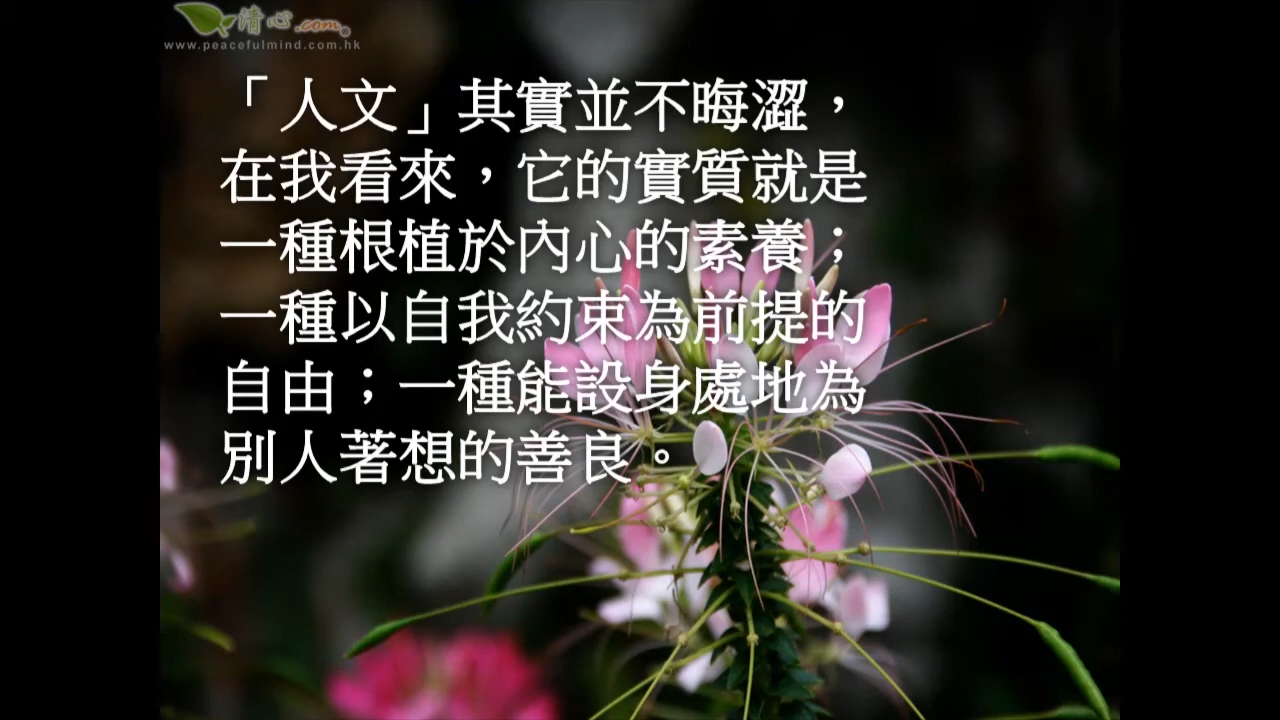 清心.com
www.peacefulmind.com.hk
「人文」其實並不晦澀，
在我看來，它的實質就是
一種根植於內心的素養；
一種以自我約束為前提的
自由；一種能設身處地為
別人著想的善良。